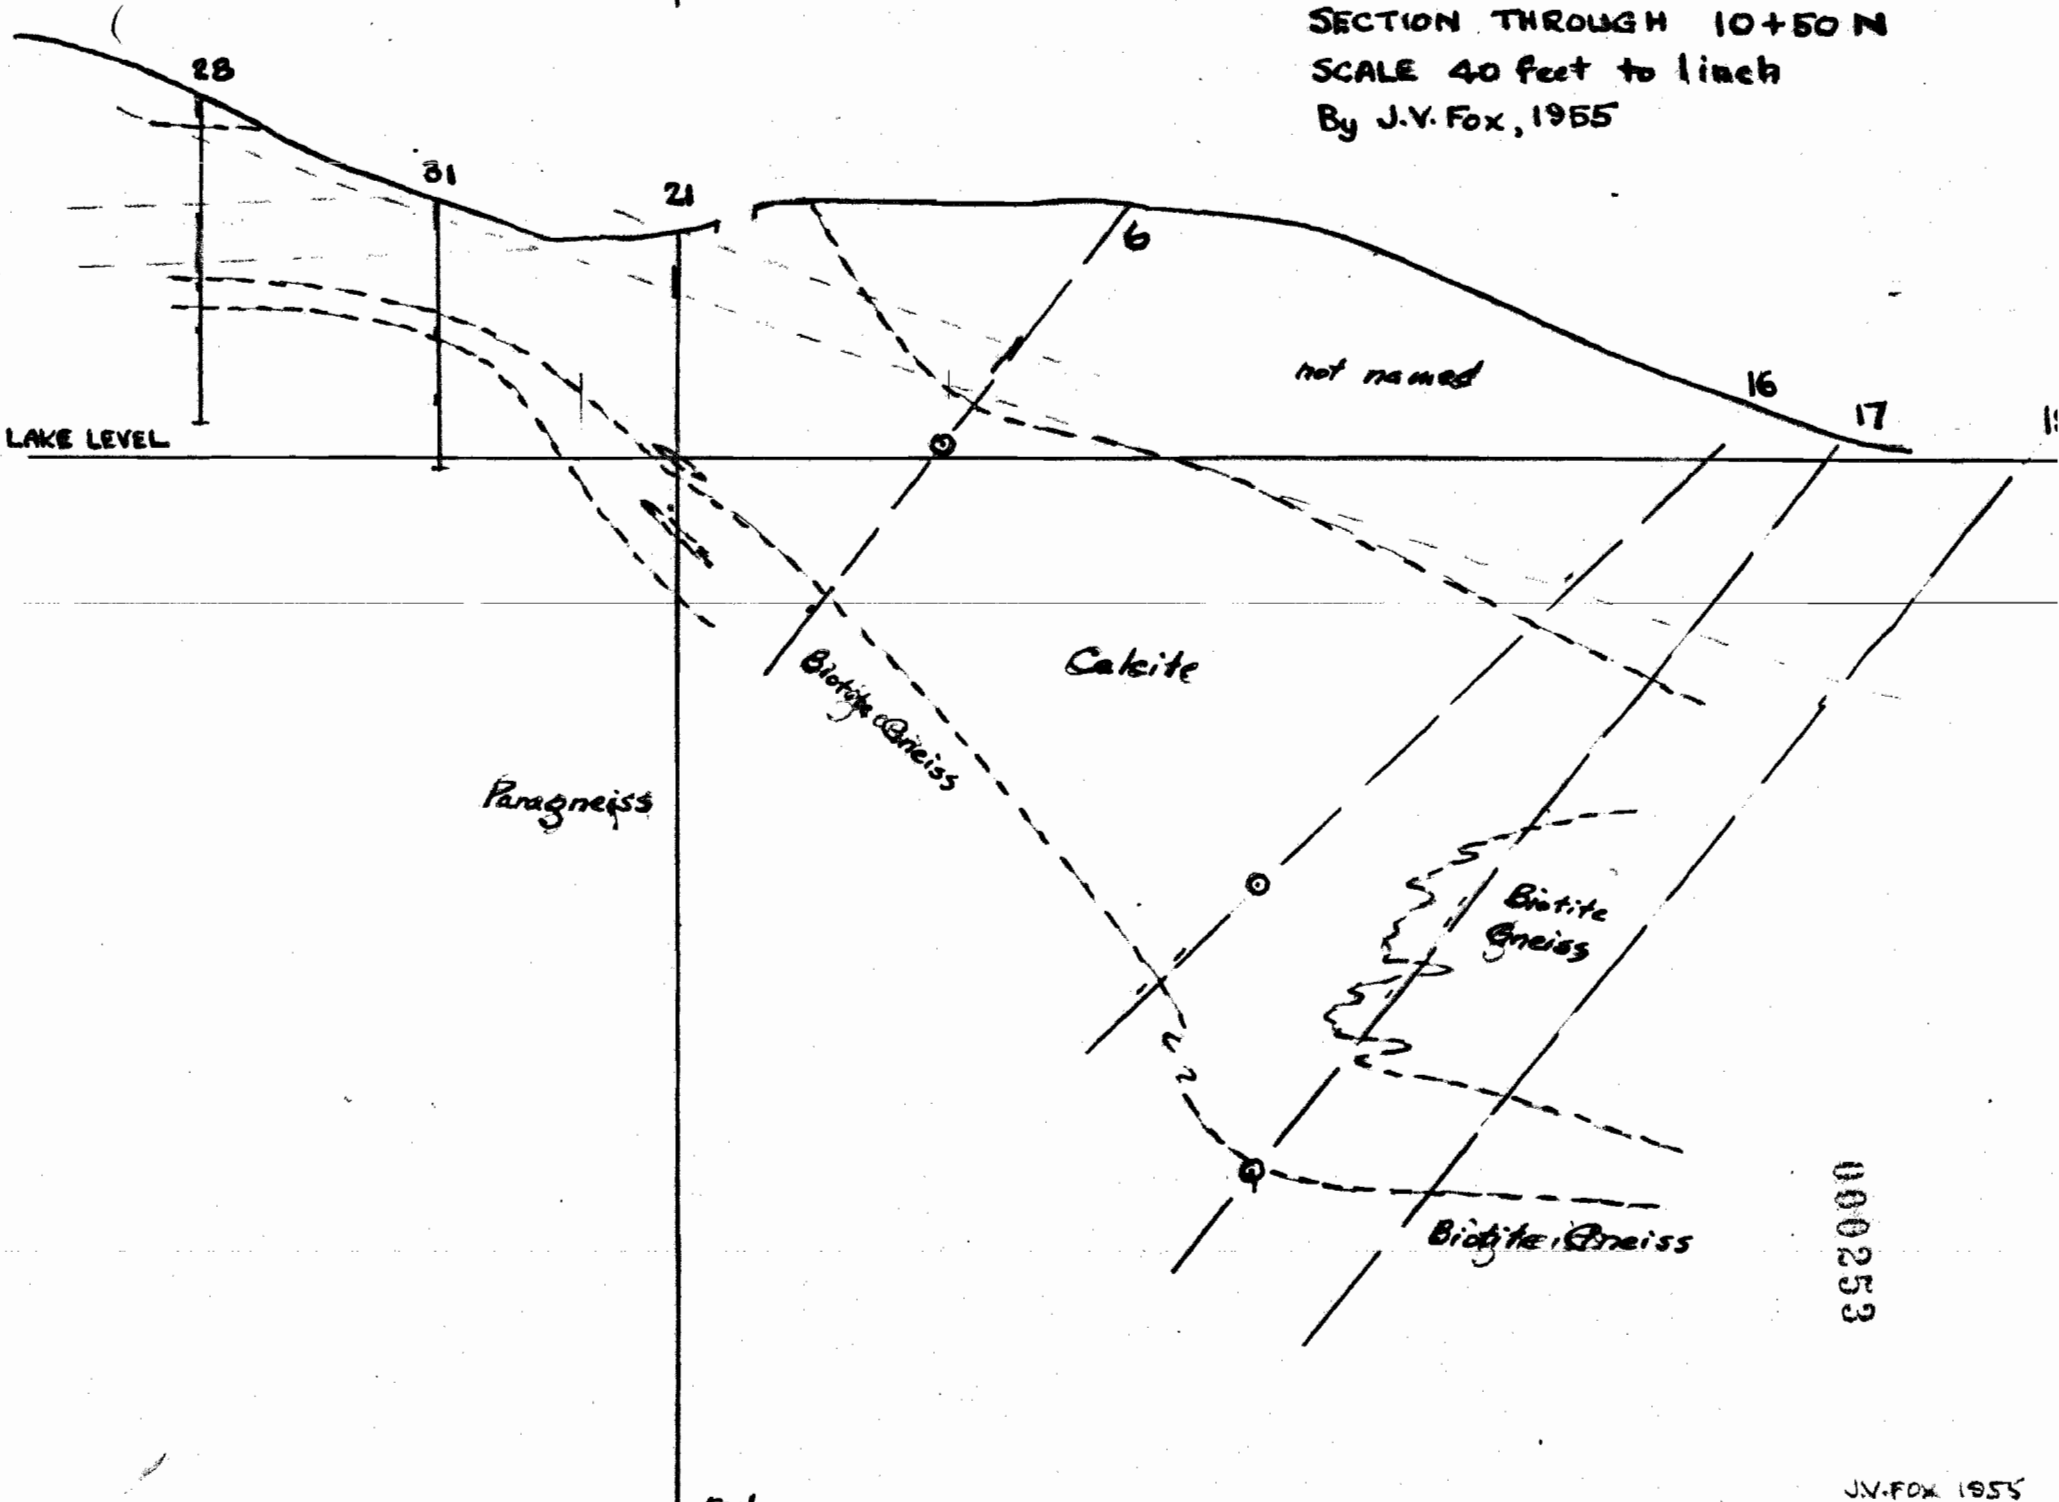 SECTION THROUGH 10+50 N
SCALE 40 feet to 1 inch
By J.V. Fox, 1955
28
31
21
6
not named
16
17
LAKE LEVEL
Calcite
Biotite Gneiss
Paragneiss
Biotite
Gneiss
Biotite Gneiss
000253
J.V. FOX 1955